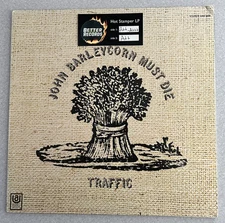 BETTER
RECORDS
Hot Stamper LP
JOHN BARLEYCORN MUST DIE
TRAFFIC